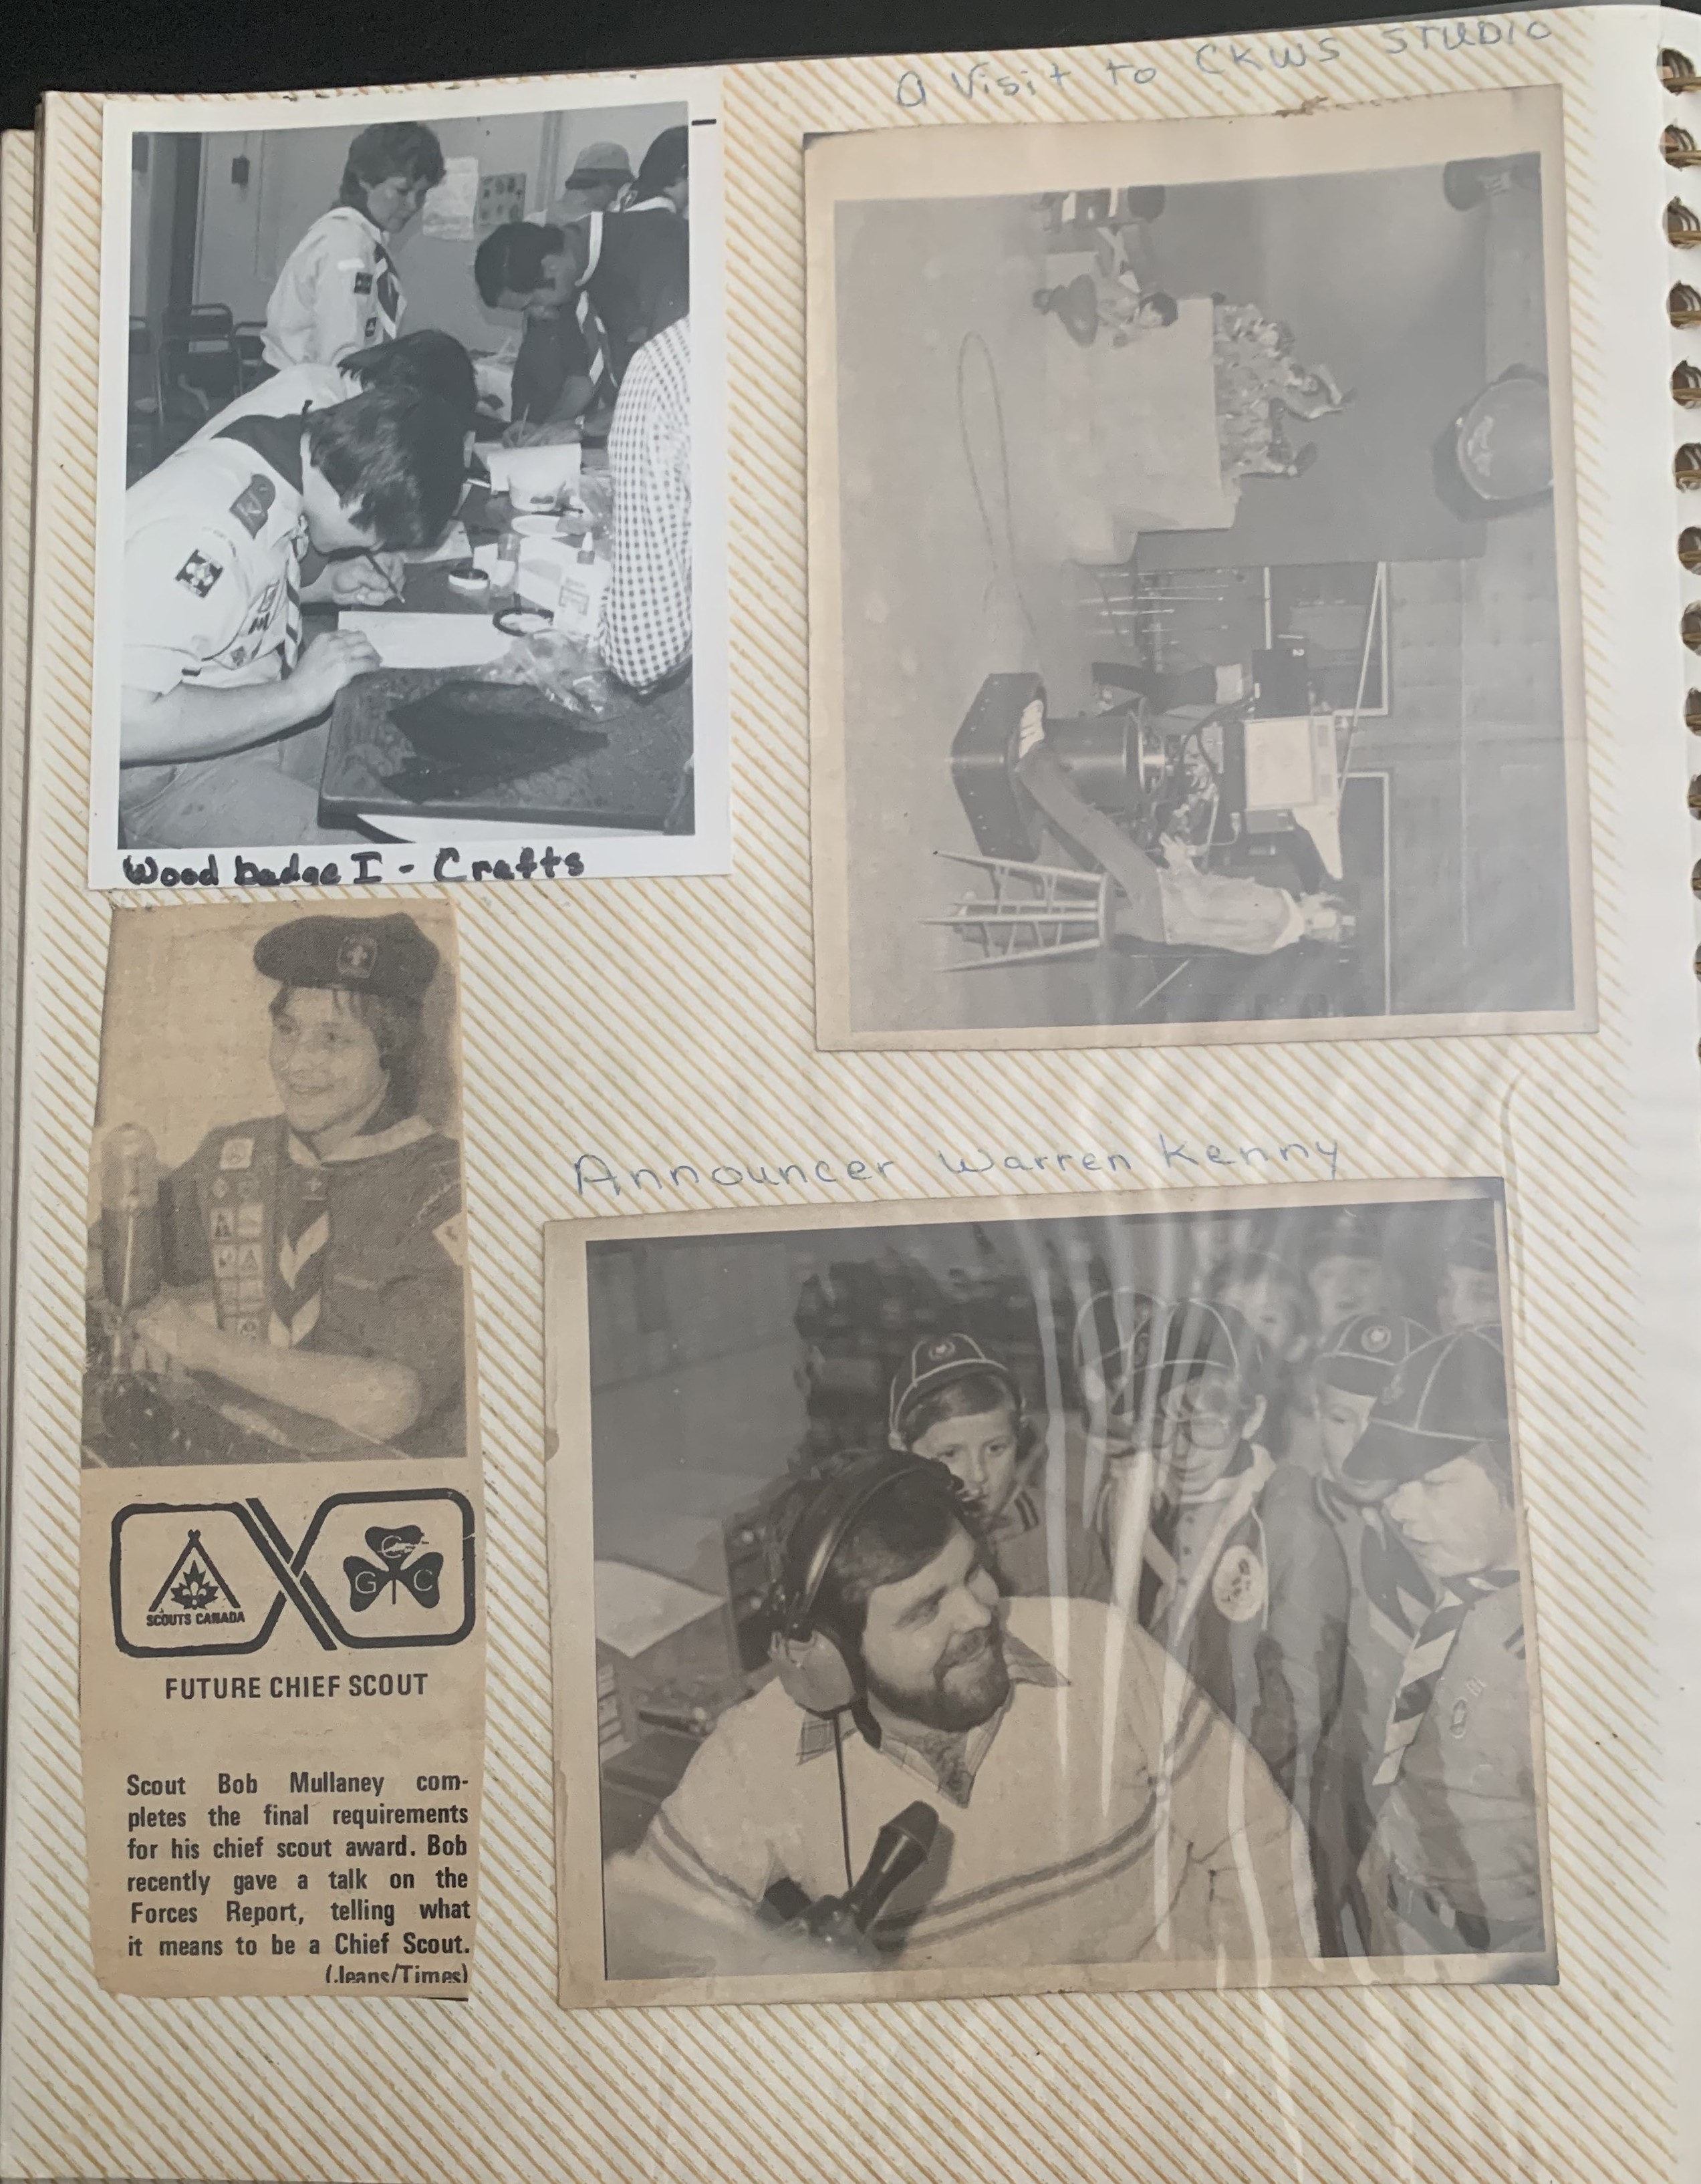 A Visit to CKWS STUDIO
Wood badge I - Crafts
2
Announcer Warren Kenny
SCOUTS CANADA
G G C
FUTURE CHIEF SCOUT
Scout Bob Mullaney com-
pletes the final requirements
for his chief scout award. Bob
recently gave a talk on the
Forces Report, telling what
it means to be a Chief Scout.
(Jeans/Times)